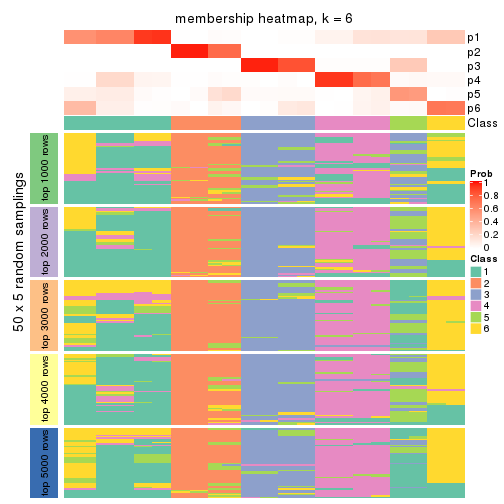 membership heatmap, k = 6
p1
p2
p3
p4
p5
p6
Class
50 x 5 random samplings
top 1000 rows
top 2000 rows
top 3000 rows
top 4000 rows
top 5000 rows
Prob
1
0.8
0.6
0.4
0.2
0
Class
1
2
3
4
5
6